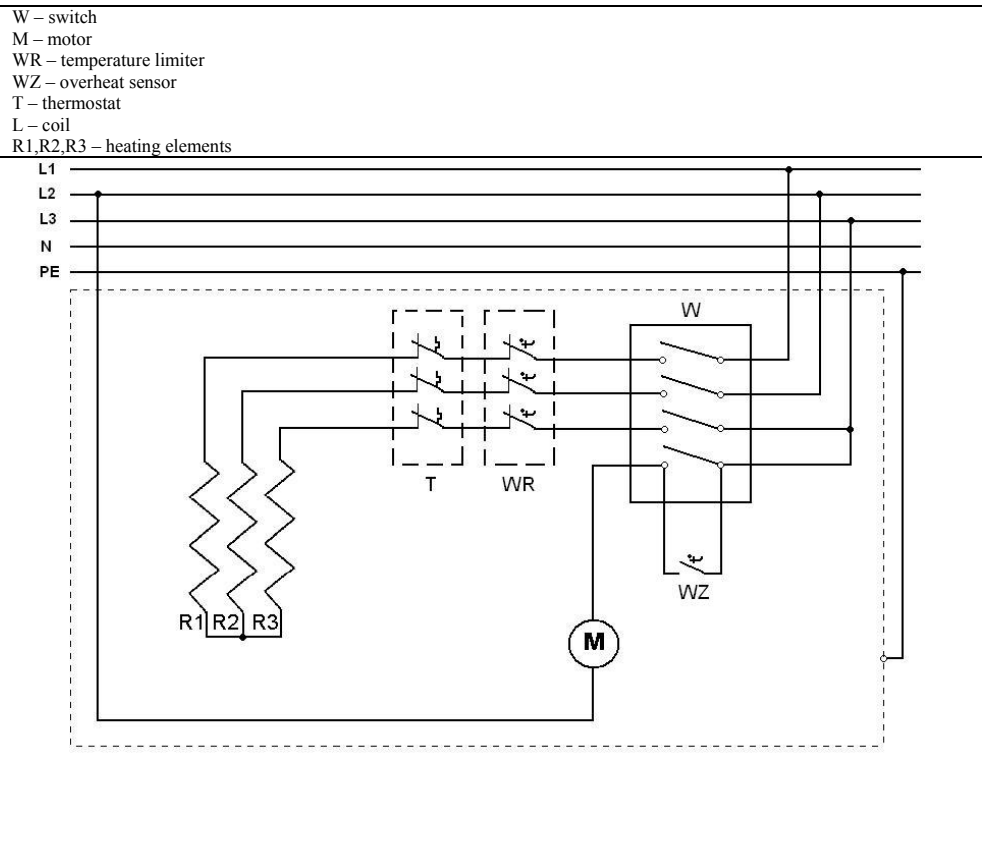 W – switch
M – motor
WR – temperature limiter
WZ – overheat sensor
T – thermostat
L – coil
R1,R2,R3 – heating elements
L1
L2
L3
N
PE
W
T
WR
WZ
R1 R2 R3
M